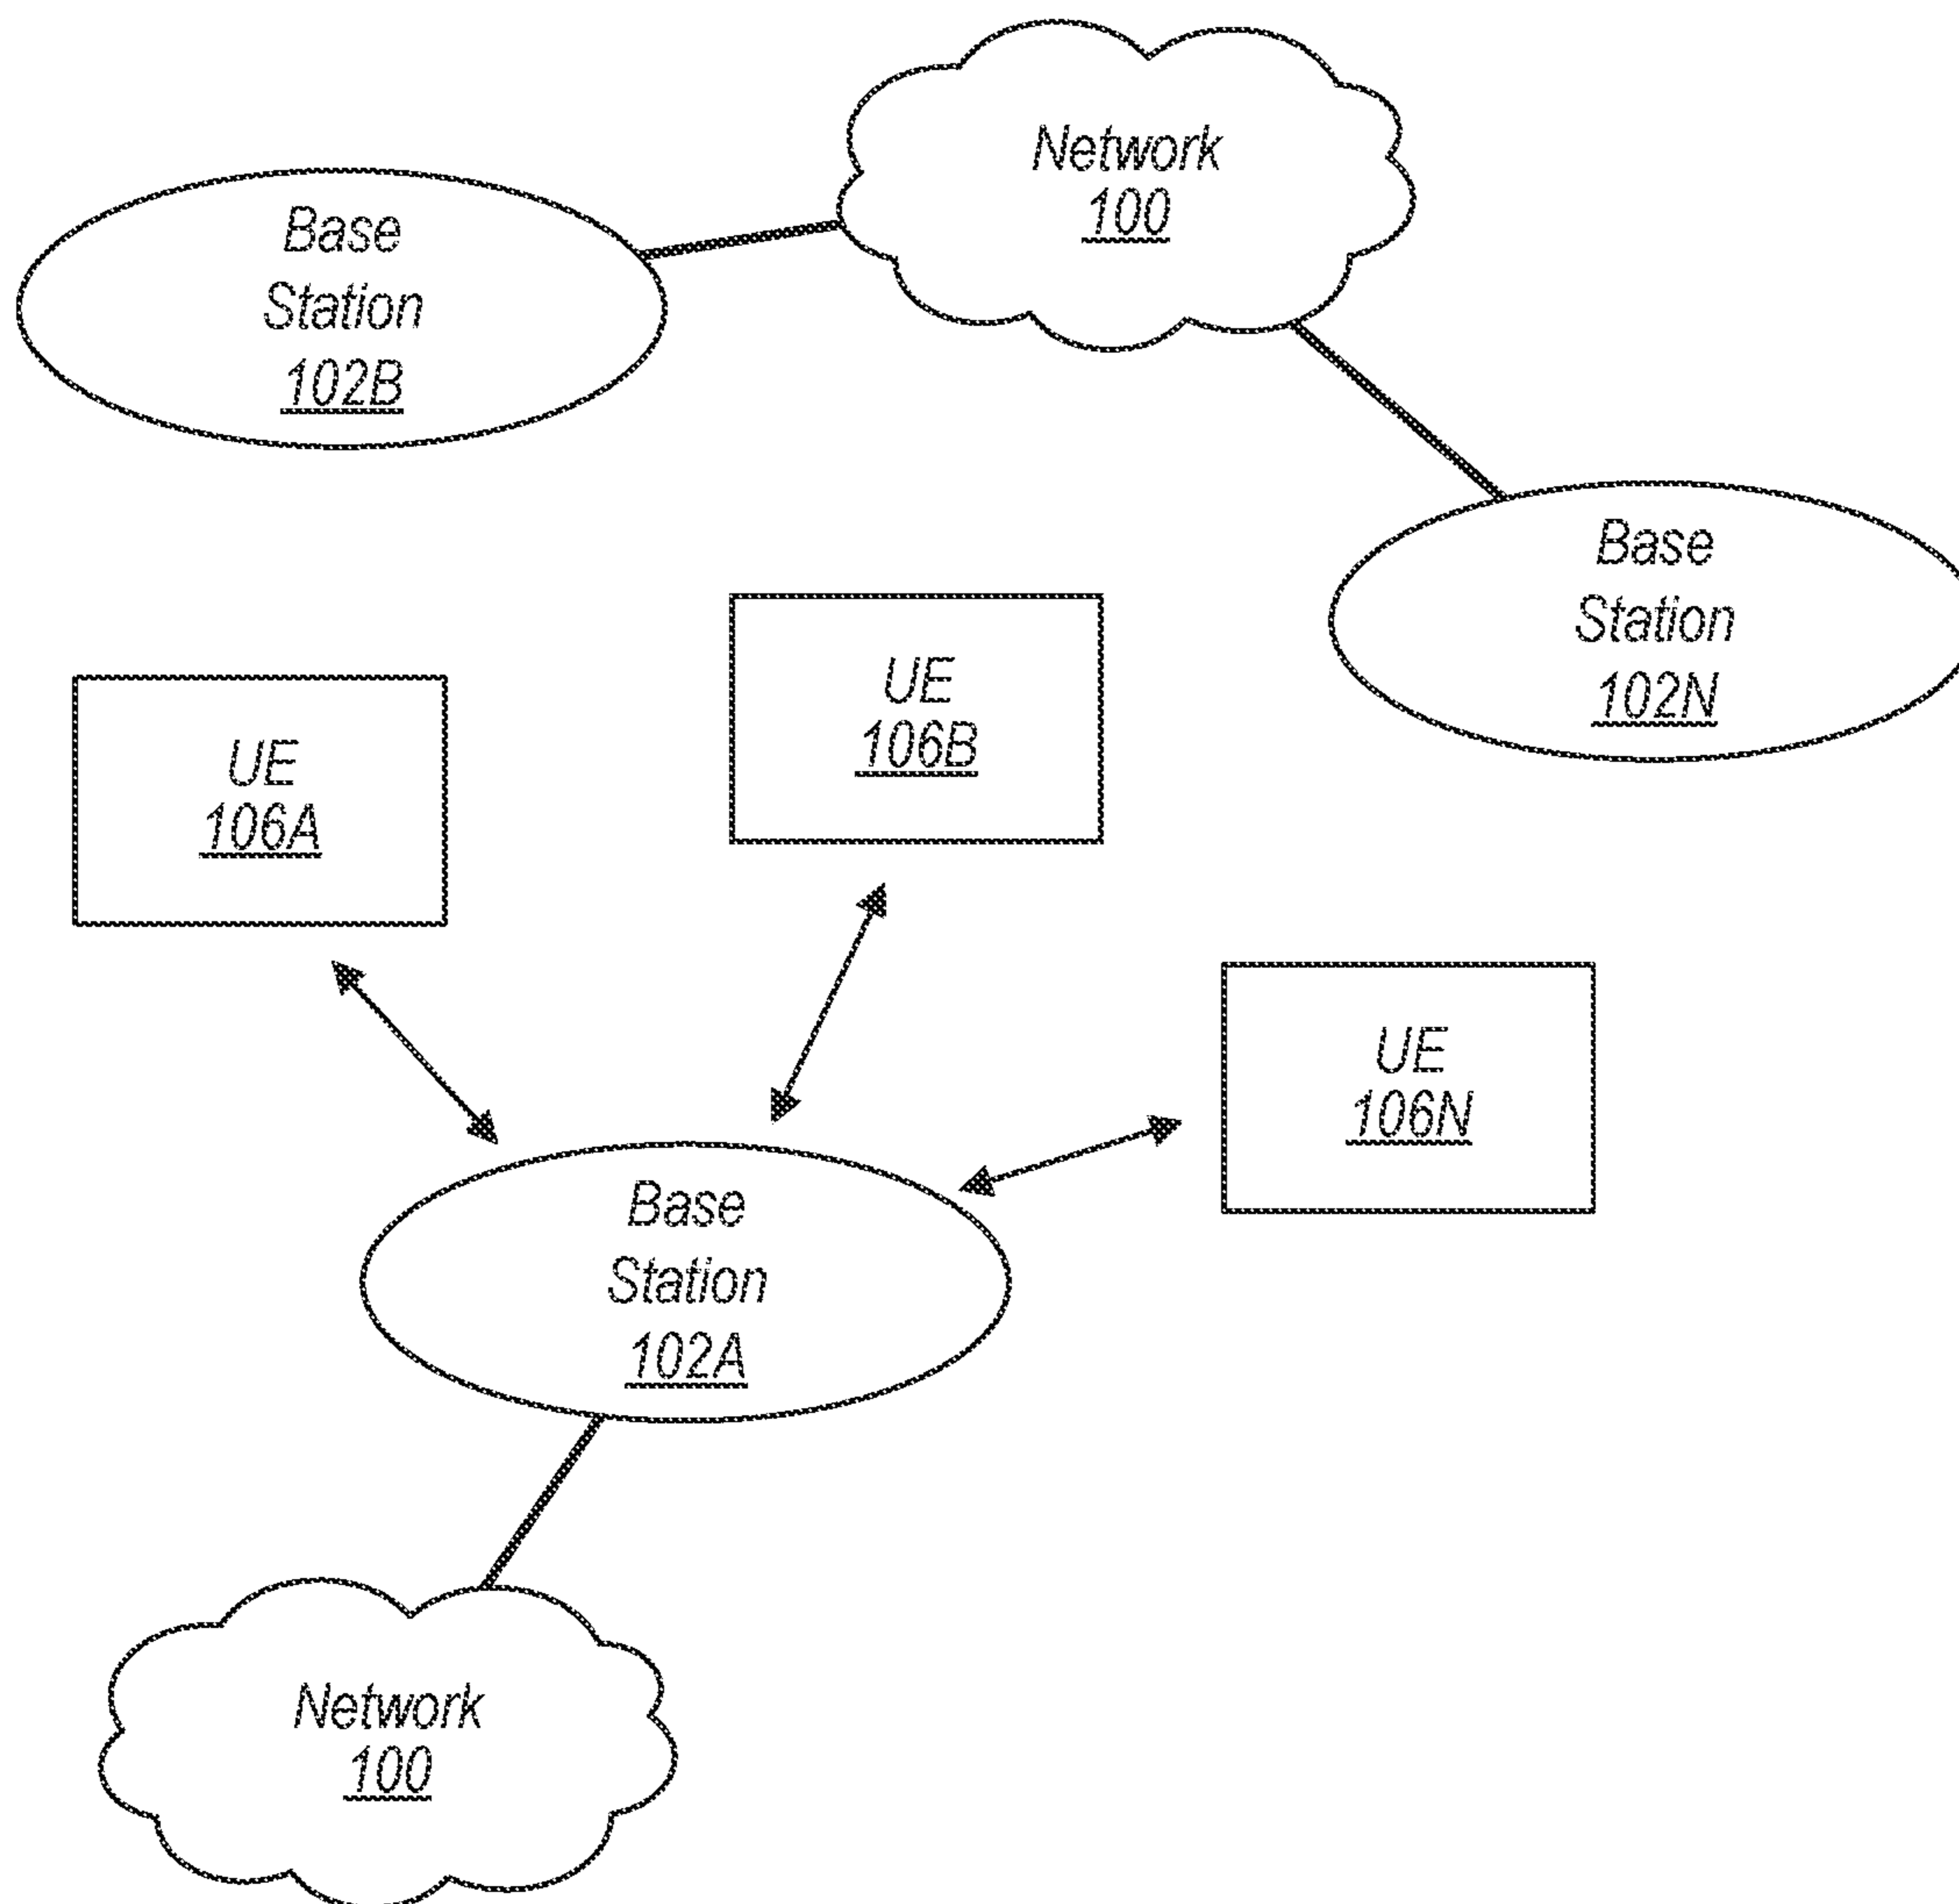 Network
100
Base
Station
102B
Base
Station
102N
UE
106B
UE
106A
UE
106N
Base
Station
102A
Network
100